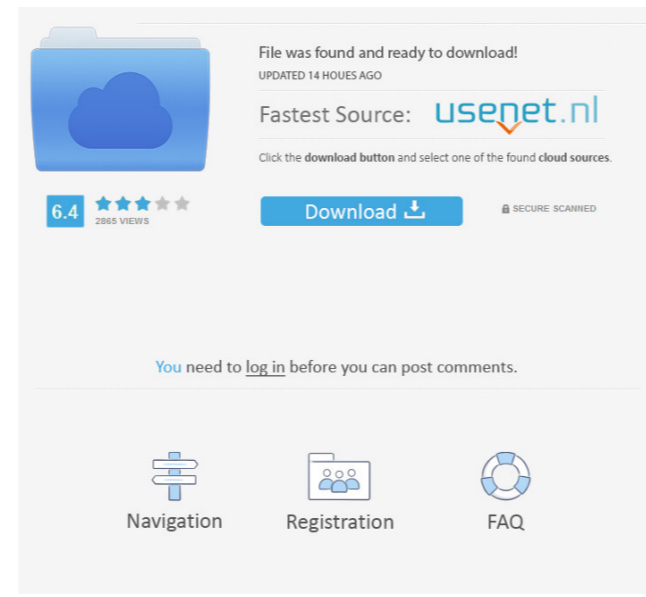 File was found and ready to download!
UPDATED 14 HOUES AGO
Fastest Source: usenet.nl
Click the download button and select one of the found cloud sources.
6.4
2865 VIEWS
Download
SECURE SCANNED
You need to log in before you can post comments.
Navigation
Registration
FAQ